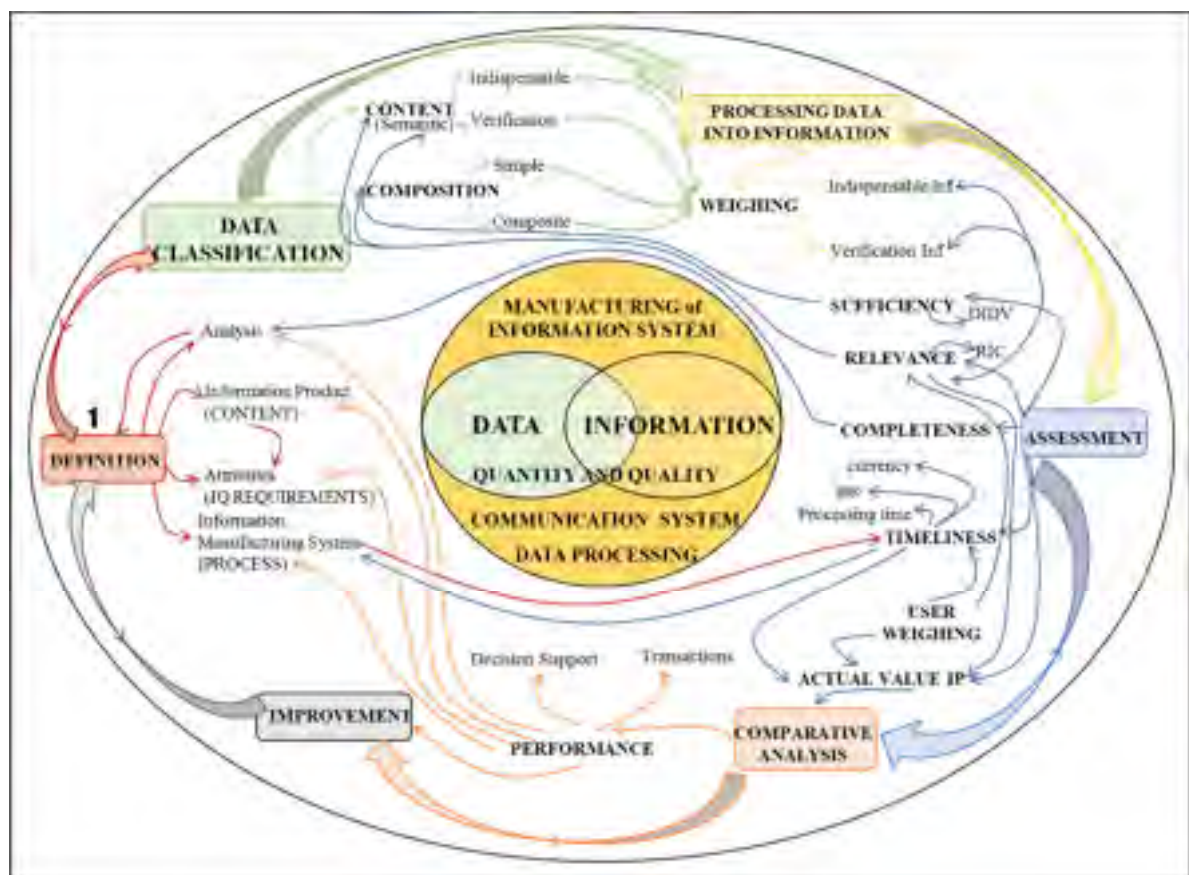 Indispensable
CONTENT
(Semantic)
Verification
PROCESSING DATA
INTO INFORMATION
Simple
COMPOSITION
WEIGHING
Indispensable Inf
Composite
DATA
CLASSIFICATION
Verification Inf
MANUFACTURING of
INFORMATION SYSTEM
SUFFICIENCY
Analysis
RELEVANCE
Information Product
(CONTENT)
1
DEFINITION
DATA
INFORMATION
COMPLETENESS
ASSESSMENT
QUANTITY AND QUALITY
currency
(IQ REQUIREMENTS)
Information
Manufacturing System
(PROCESS)
COMMUNICATION SYSTEM
DATA PROCESSING
Processing time
TIMELINESS
USER
WEIGHING
Decision Support
Transactions
ACTUAL VALUE IP
IMPROVEMENT
PERFORMANCE
COMPARATIVE
ANALYSIS